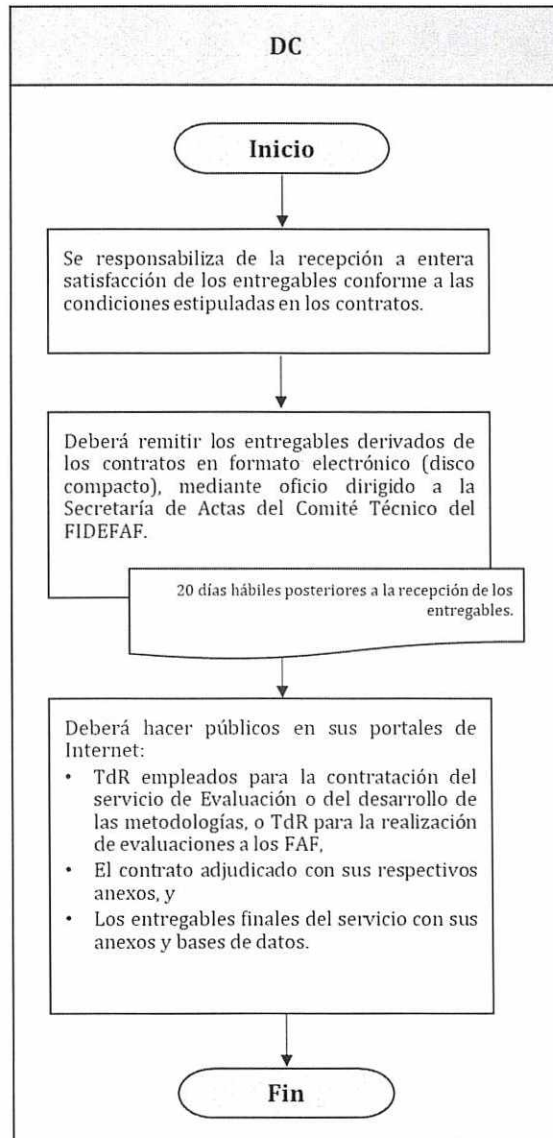 DC
Inicio
Se responsabiliza de la recepción a entera
satisfacción de los entregables conforme a las
condiciones estipuladas en los contratos.
Deberá remitir los entregables derivados de
los contratos en formato electrónico (disco
compacto), mediante oficio dirigido a la
Secretaría de Actas del Comité Técnico del
FIDEFAF.
20 días hábiles posteriores a la recepción de los
entregables.
Deberá hacer públicos en sus portales de
Internet:
• TdR empleados para la contratación del
servicio de Evaluación o del desarrollo de
las metodologías, o TdR para la realización
de evaluaciones a los FAF,
• El contrato adjudicado con sus respectivos
anexos, y
• Los entregables finales del servicio con sus
anexos y bases de datos.
Fin